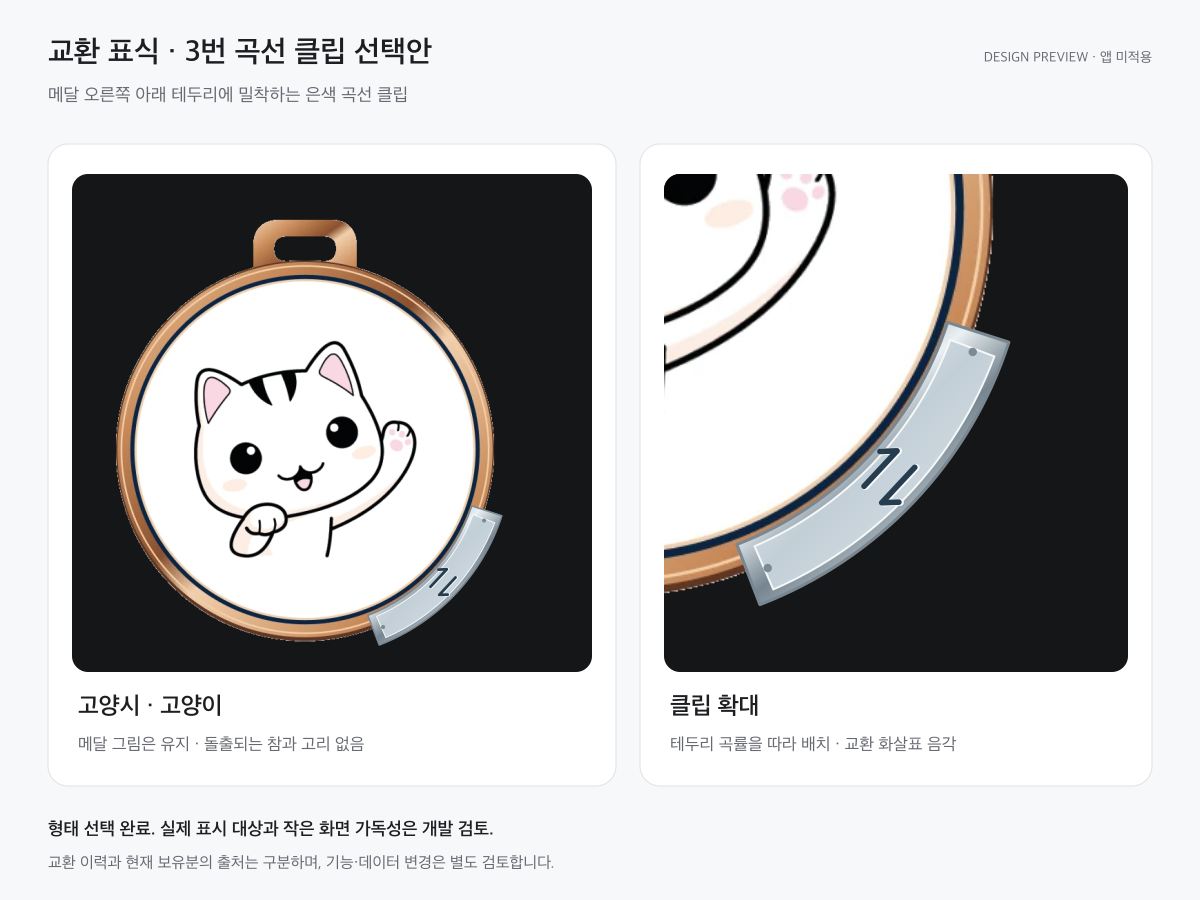 교환 표식 · 3번 곡선 클립 선택안
DESIGN PREVIEW · 앱 미적용
메달 오른쪽 아래 테두리에 밀착하는 은색 곡선 클립
고양시 · 고양이
메달 그림은 유지 · 돌출되는 참과 고리 없음
클립 확대
테두리 곡률을 따라 배치 · 교환 화살표 음각
형태 선택 완료. 실제 표시 대상과 작은 화면 가독성은 개발 검토.
교환 이력과 현재 보유분의 출처는 구분하며, 기능·데이터 변경은 별도 검토합니다.